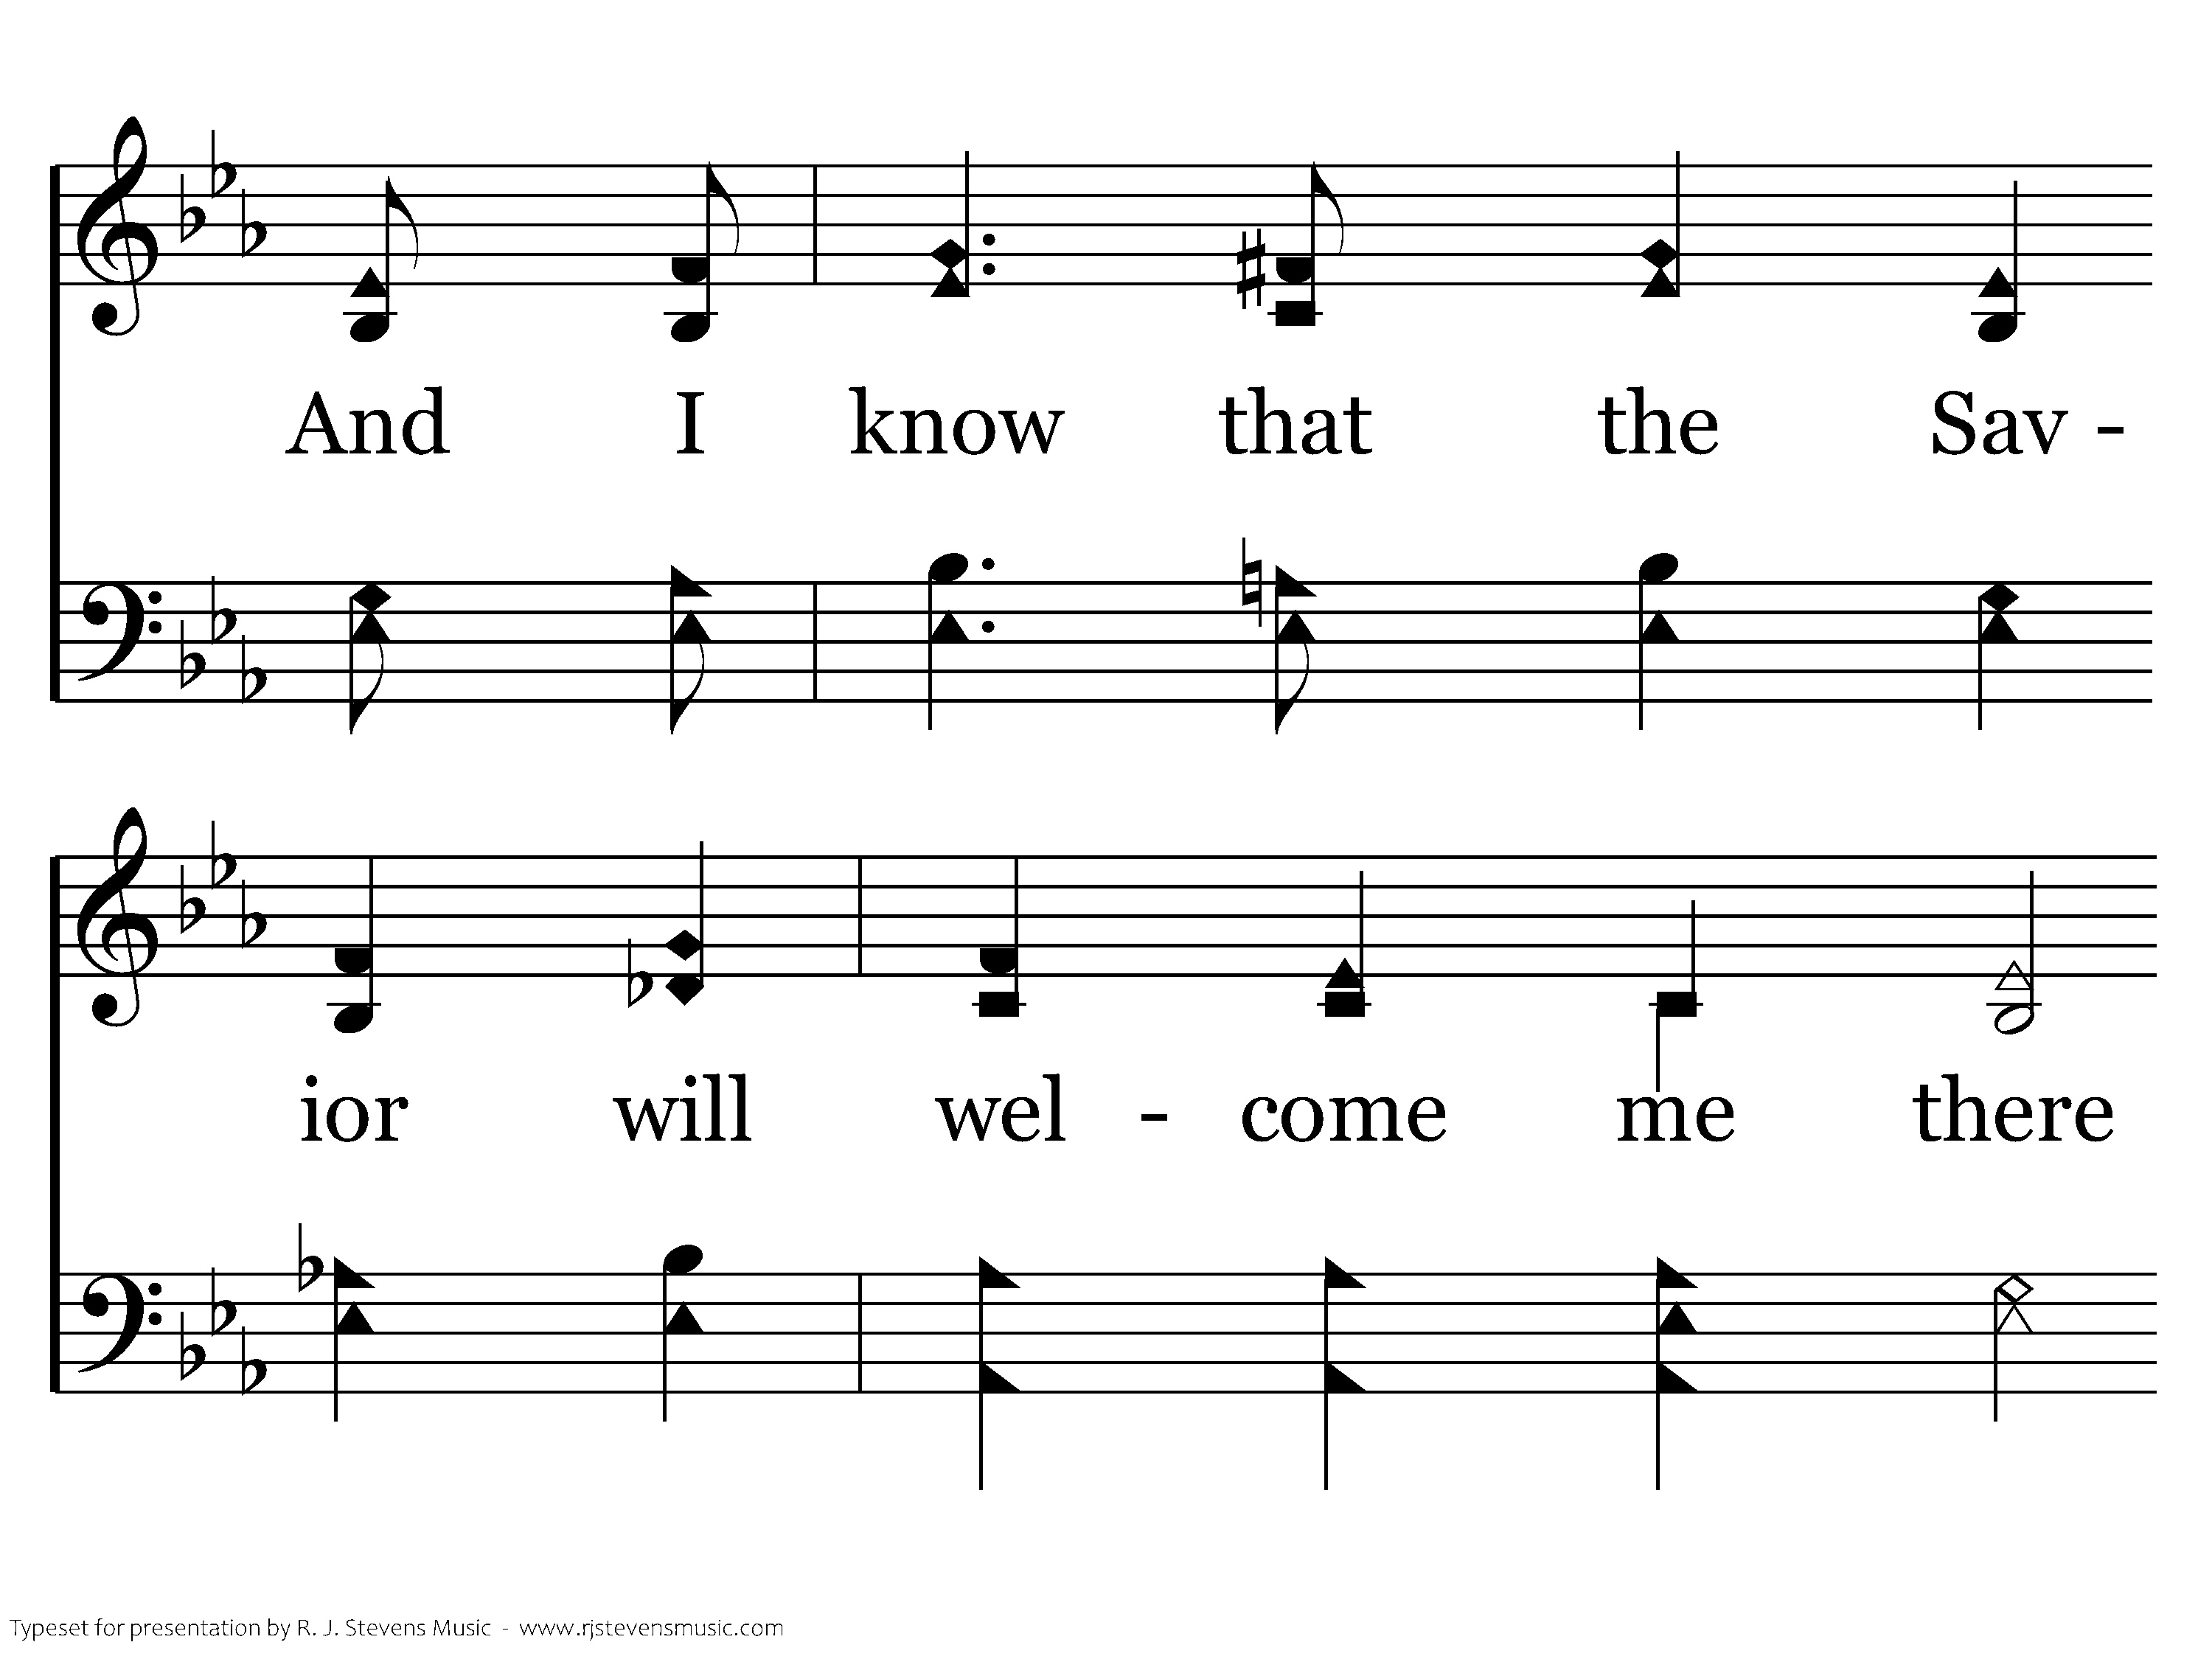 And I know that the Sav -
ior will wel - come me there
Typeset for presentation by R. J. Stevens Music - www.rjstevensmusic.com